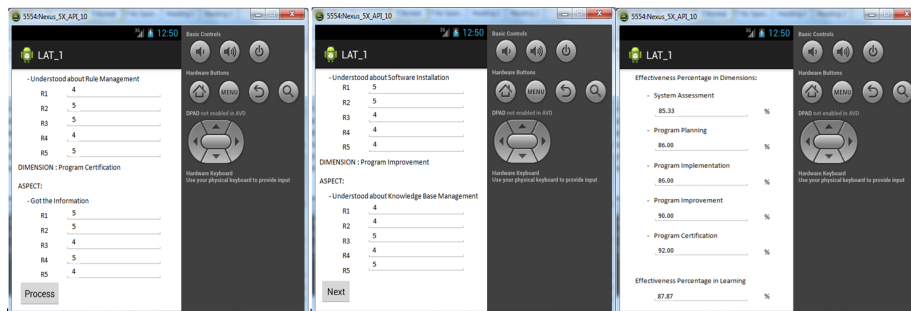 5554:Nexus_5X_API_10
3G 12:50
LAT_1
- Understood about Rule Management
R1 4
R2 5
R3 5
R4 4
R5 5
DIMENSION : Program Certification
ASPECT:
- Got the Information
R1 5
R2 5
R3 4
R4 5
R5 4
Process
Basic Controls
Hardware Buttons
MENU
DPAD not enabled in AVD
Hardware Keyboard
Use your physical keyboard to provide input
5554:Nexus_5X_API_10
3G 12:50
LAT_1
- Understood about Software Installation
R1 5
R2 5
R3 4
R4 4
R5 4
DIMENSION : Program Improvement
ASPECT:
- Understood about Knowledge Base Management
R1 4
R2 4
R3 5
R4 4
R5 5
Next
Basic Controls
Hardware Buttons
MENU
DPAD not enabled in AVD
Hardware Keyboard
Use your physical keyboard to provide input
5554:Nexus_5X_API_10
3G 12:50
LAT_1
Effectiveness Percentage in Dimensions:
- System Assessment
85.33 %
- Program Planning
86.00 %
- Program Implementation
86.00 %
- Program Improvement
90.00 %
- Program Certification
92.00 %
Effectiveness Percentage in Learning
87.87 %
Basic Controls
Hardware Buttons
MENU
DPAD not enabled in AVD
Hardware Keyboard
Use your physical keyboard to provide input